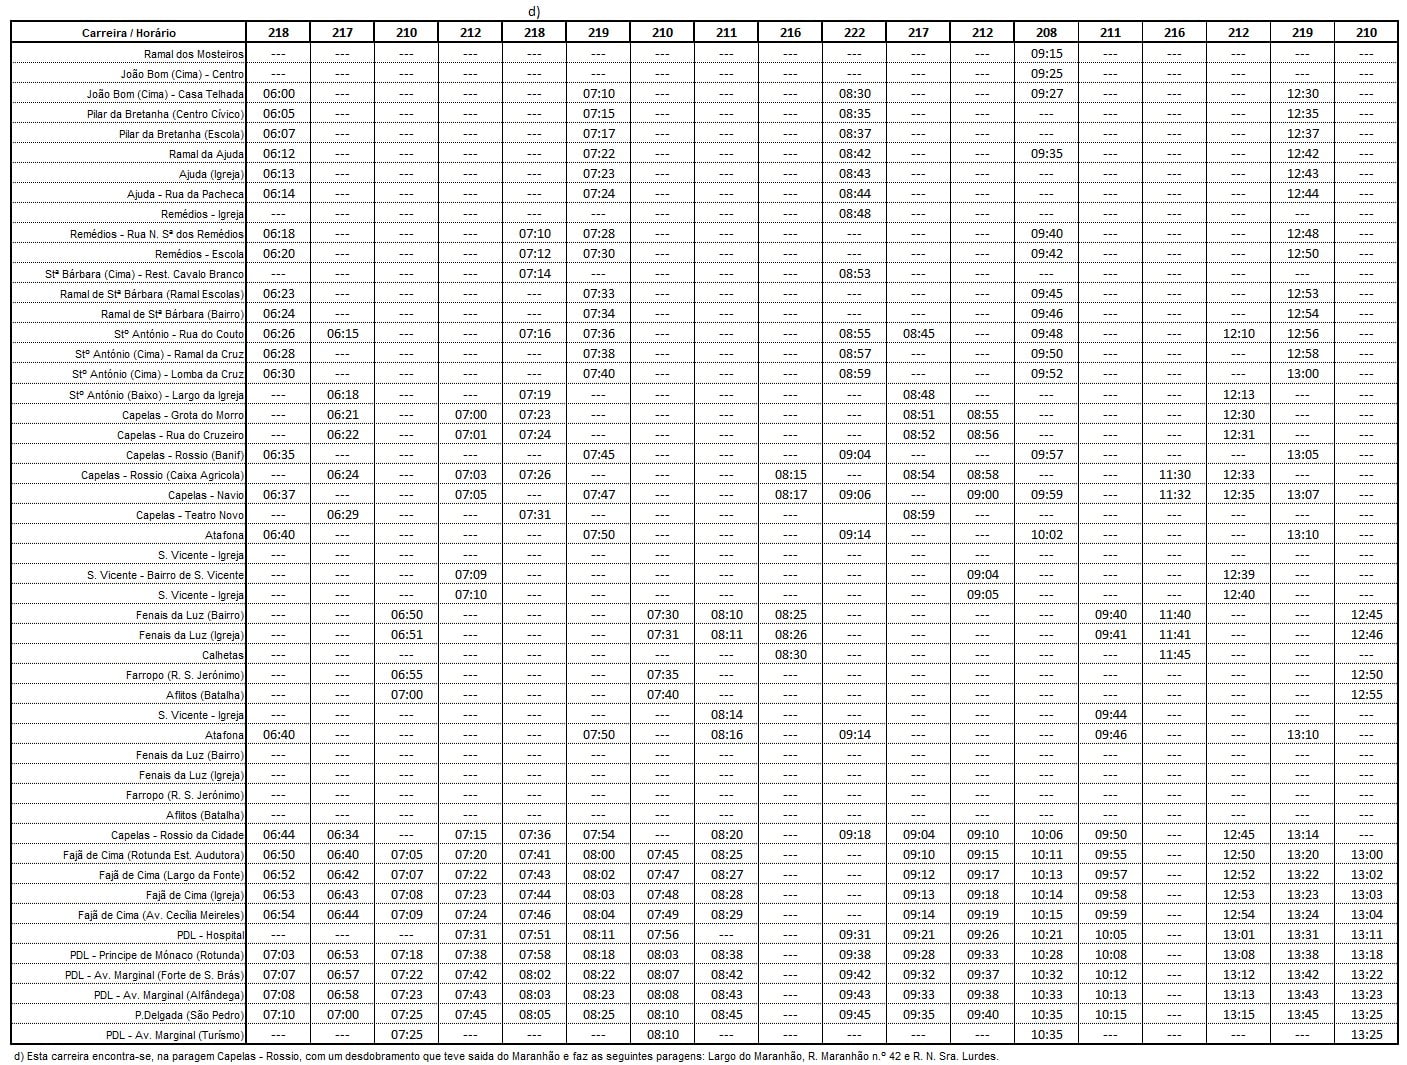 d)
Carreira / Horário 218 217 210 212 218 219 210 211 216 222 217 212 208 211 216 212 219 210
Ramal dos Mosteiros --- --- --- --- --- --- --- --- --- --- --- --- 09:15 --- --- --- --- ---
João Bom (Cima) - Centro --- --- --- --- --- --- --- --- --- --- --- --- 09:25 --- --- --- --- ---
João Bom (Cima) - Casa Telhada 06:00 --- --- --- --- 07:10 --- --- --- 08:30 --- --- 09:27 --- --- --- 12:30 ---
Pilar da Bretanha (Centro Cívico) 06:05 --- --- --- --- 07:15 --- --- --- 08:35 --- --- --- --- --- --- 12:35 ---
Pilar da Bretanha (Escola) 06:07 --- --- --- --- 07:17 --- --- --- 08:37 --- --- --- --- --- --- 12:37 ---
Ramal da Ajuda 06:12 --- --- --- --- 07:22 --- --- --- 08:42 --- --- 09:35 --- --- --- 12:42 ---
Ajuda (Igreja) 06:13 --- --- --- --- 07:23 --- --- --- 08:43 --- --- --- --- --- --- 12:43 ---
Ajuda - Rua da Pacheca 06:14 --- --- --- --- 07:24 --- --- --- 08:44 --- --- --- --- --- --- 12:44 ---
Remédios - Igreja --- --- --- --- --- --- --- --- --- 08:48 --- --- --- --- --- --- --- ---
Remédios - Rua N. Sª dos Remédios 06:18 --- --- --- 07:10 07:28 --- --- --- --- --- --- 09:40 --- --- --- 12:48 ---
Remédios - Escola 06:20 --- --- --- 07:12 07:30 --- --- --- --- --- --- 09:42 --- --- --- 12:50 ---
Stª Bárbara (Cima) - Rest. Cavalo Branco --- --- --- --- 07:14 --- --- --- --- 08:53 --- --- --- --- --- --- --- ---
Ramal de Stª Bárbara (Ramal Escolas) 06:23 --- --- --- --- 07:33 --- --- --- --- --- --- 09:45 --- --- --- 12:53 ---
Ramal de Stª Bárbara (Bairro) 06:24 --- --- --- --- 07:34 --- --- --- --- --- --- 09:46 --- --- --- 12:54 ---
Stº António - Rua do Couto 06:26 06:15 --- --- 07:16 07:36 --- --- --- 08:55 08:45 --- 09:48 --- --- 12:10 12:56 ---
Stº António (Cima) - Ramal da Cruz 06:28 --- --- --- --- 07:38 --- --- --- 08:57 --- --- 09:50 --- --- --- 12:58 ---
Stº António (Cima) - Lomba da Cruz 06:30 --- --- --- --- 07:40 --- --- --- 08:59 --- --- 09:52 --- --- --- 13:00 ---
Stº António (Baixo) - Largo da Igreja --- 06:18 --- --- 07:19 --- --- --- --- --- 08:48 --- --- --- --- 12:13 --- ---
Capelas - Grota do Morro --- 06:21 --- 07:00 07:23 --- --- --- --- --- 08:51 08:55 --- --- --- 12:30 --- ---
Capelas - Rua do Cruzeiro --- 06:22 --- 07:01 07:24 --- --- --- --- --- 08:52 08:56 --- --- --- 12:31 --- ---
Capelas - Rossio (Banif) 06:35 --- --- --- --- 07:45 --- --- --- 09:04 --- --- 09:57 --- --- --- 13:05 ---
Capelas - Rossio (Caixa Agricola) --- 06:24 --- 07:03 07:26 --- --- --- 08:15 --- 08:54 08:58 --- --- 11:30 12:33 --- ---
Capelas - Navio 06:37 --- --- 07:05 --- 07:47 --- --- 08:17 09:06 --- 09:00 09:59 --- 11:32 12:35 13:07 ---
Capelas - Teatro Novo --- 06:29 --- --- 07:31 --- --- --- --- --- 08:59 --- --- --- --- --- --- ---
Atafona 06:40 --- --- --- --- 07:50 --- --- --- 09:14 --- --- 10:02 --- --- --- 13:10 ---
S. Vicente - Igreja --- --- --- --- --- --- --- --- --- --- --- --- --- --- --- --- --- ---
S. Vicente - Bairro de S. Vicente --- --- --- 07:09 --- --- --- --- --- --- --- 09:04 --- --- --- 12:39 --- ---
S. Vicente - Igreja --- --- --- 07:10 --- --- --- --- --- --- --- 09:05 --- --- --- 12:40 --- ---
Fenais da Luz (Bairro) --- --- 06:50 --- --- --- 07:30 08:10 08:25 --- --- --- --- 09:40 11:40 --- --- 12:45
Fenais da Luz (Igreja) --- --- 06:51 --- --- --- 07:31 08:11 08:26 --- --- --- --- 09:41 11:41 --- --- 12:46
Calhetas --- --- --- --- --- --- --- --- 08:30 --- --- --- --- --- 11:45 --- --- ---
Farropo (R. S. Jerónimo) --- --- 06:55 --- --- --- 07:35 --- --- --- --- --- --- --- --- --- --- 12:50
Aflitos (Batalha) --- --- 07:00 --- --- --- 07:40 --- --- --- --- --- --- --- --- --- --- 12:55
S. Vicente - Igreja --- --- --- --- --- --- --- 08:14 --- --- --- --- --- 09:44 --- --- --- ---
Atafona 06:40 --- --- --- --- 07:50 --- 08:16 --- 09:14 --- --- --- 09:46 --- --- 13:10 ---
Fenais da Luz (Bairro) --- --- --- --- --- --- --- --- --- --- --- --- --- --- --- --- --- ---
Fenais da Luz (Igreja) --- --- --- --- --- --- --- --- --- --- --- --- --- --- --- --- --- ---
Farropo (R. S. Jerónimo) --- --- --- --- --- --- --- --- --- --- --- --- --- --- --- --- --- ---
Aflitos (Batalha) --- --- --- --- --- --- --- --- --- --- --- --- --- --- --- --- --- ---
Capelas - Rossio da Cidade 06:44 06:34 --- 07:15 07:36 07:54 --- 08:20 --- 09:18 09:04 09:10 10:06 09:50 --- 12:45 13:14 ---
Fajã de Cima (Rotunda Est. Audutora) 06:50 06:40 07:05 07:20 07:41 08:00 07:45 08:25 --- --- 09:10 09:15 10:11 09:55 --- 12:50 13:20 13:00
Fajã de Cima (Largo da Fonte) 06:52 06:42 07:07 07:22 07:43 08:02 07:47 08:27 --- --- 09:12 09:17 10:13 09:57 --- 12:52 13:22 13:02
Fajã de Cima (Igreja) 06:53 06:43 07:08 07:23 07:44 08:03 07:48 08:28 --- --- 09:13 09:18 10:14 09:58 --- 12:53 13:23 13:03
Fajã de Cima (Av. Cecília Meireles) 06:54 06:44 07:09 07:24 07:46 08:04 07:49 08:29 --- --- 09:14 09:19 10:15 09:59 --- 12:54 13:24 13:04
PDL - Hospital --- --- --- 07:31 07:51 08:11 07:56 --- --- 09:31 09:21 09:26 10:21 10:05 --- 13:01 13:31 13:11
PDL - Principe de Mónaco (Rotunda) 07:03 06:53 07:18 07:38 07:58 08:18 08:03 08:38 --- 09:38 09:28 09:33 10:28 10:08 --- 13:08 13:38 13:18
PDL - Av. Marginal (Forte de S. Brás) 07:07 06:57 07:22 07:42 08:02 08:22 08:07 08:42 --- 09:42 09:32 09:37 10:32 10:12 --- 13:12 13:42 13:22
PDL - Av. Marginal (Alfândega) 07:08 06:58 07:23 07:43 08:03 08:23 08:08 08:43 --- 09:43 09:33 09:38 10:33 10:13 --- 13:13 13:43 13:23
P.Delgada (São Pedro) 07:10 07:00 07:25 07:45 08:05 08:25 08:10 08:45 --- 09:45 09:35 09:40 10:35 10:15 --- 13:15 13:45 13:25
PDL - Av. Marginal (Turísmo) --- --- 07:25 --- --- --- 08:10 --- --- --- --- --- 10:35 --- --- --- --- 13:25
d) Esta carreira encontra-se, na paragem Capelas - Rossio, com um desdobramento que teve saida do Maranhão e faz as seguintes paragens: Largo do Maranhão, R. Maranhão n.º 42 e R. N. Sra. Lurdes.